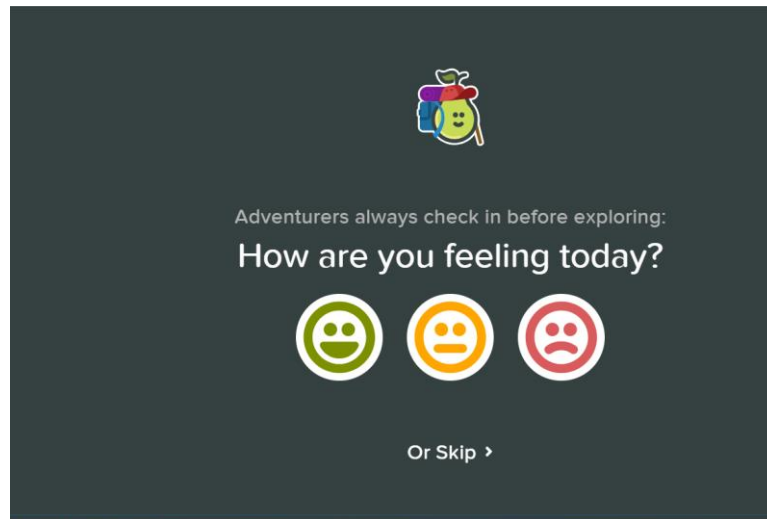 Adventurers always check in before exploring:
How are you feeling today?
Or Skip >